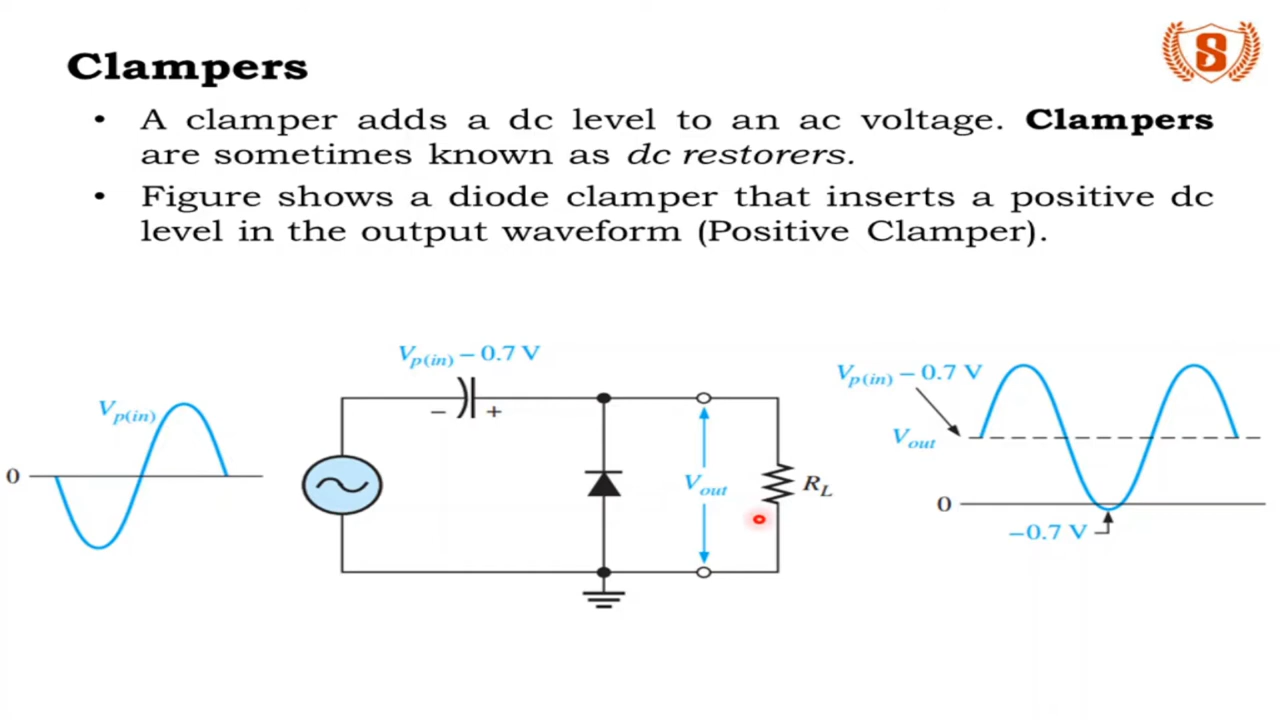 Clampers
S
• A clamper adds a dc level to an ac voltage. Clampers
are sometimes known as dc restorers.
• Figure shows a diode clamper that inserts a positive dc
level in the output waveform (Positive Clamper).
Vp(in)
0
Vp(in) – 0.7 V
– +
Vout
RL
Vp(in) – 0.7 V
Vout
0
–0.7 V